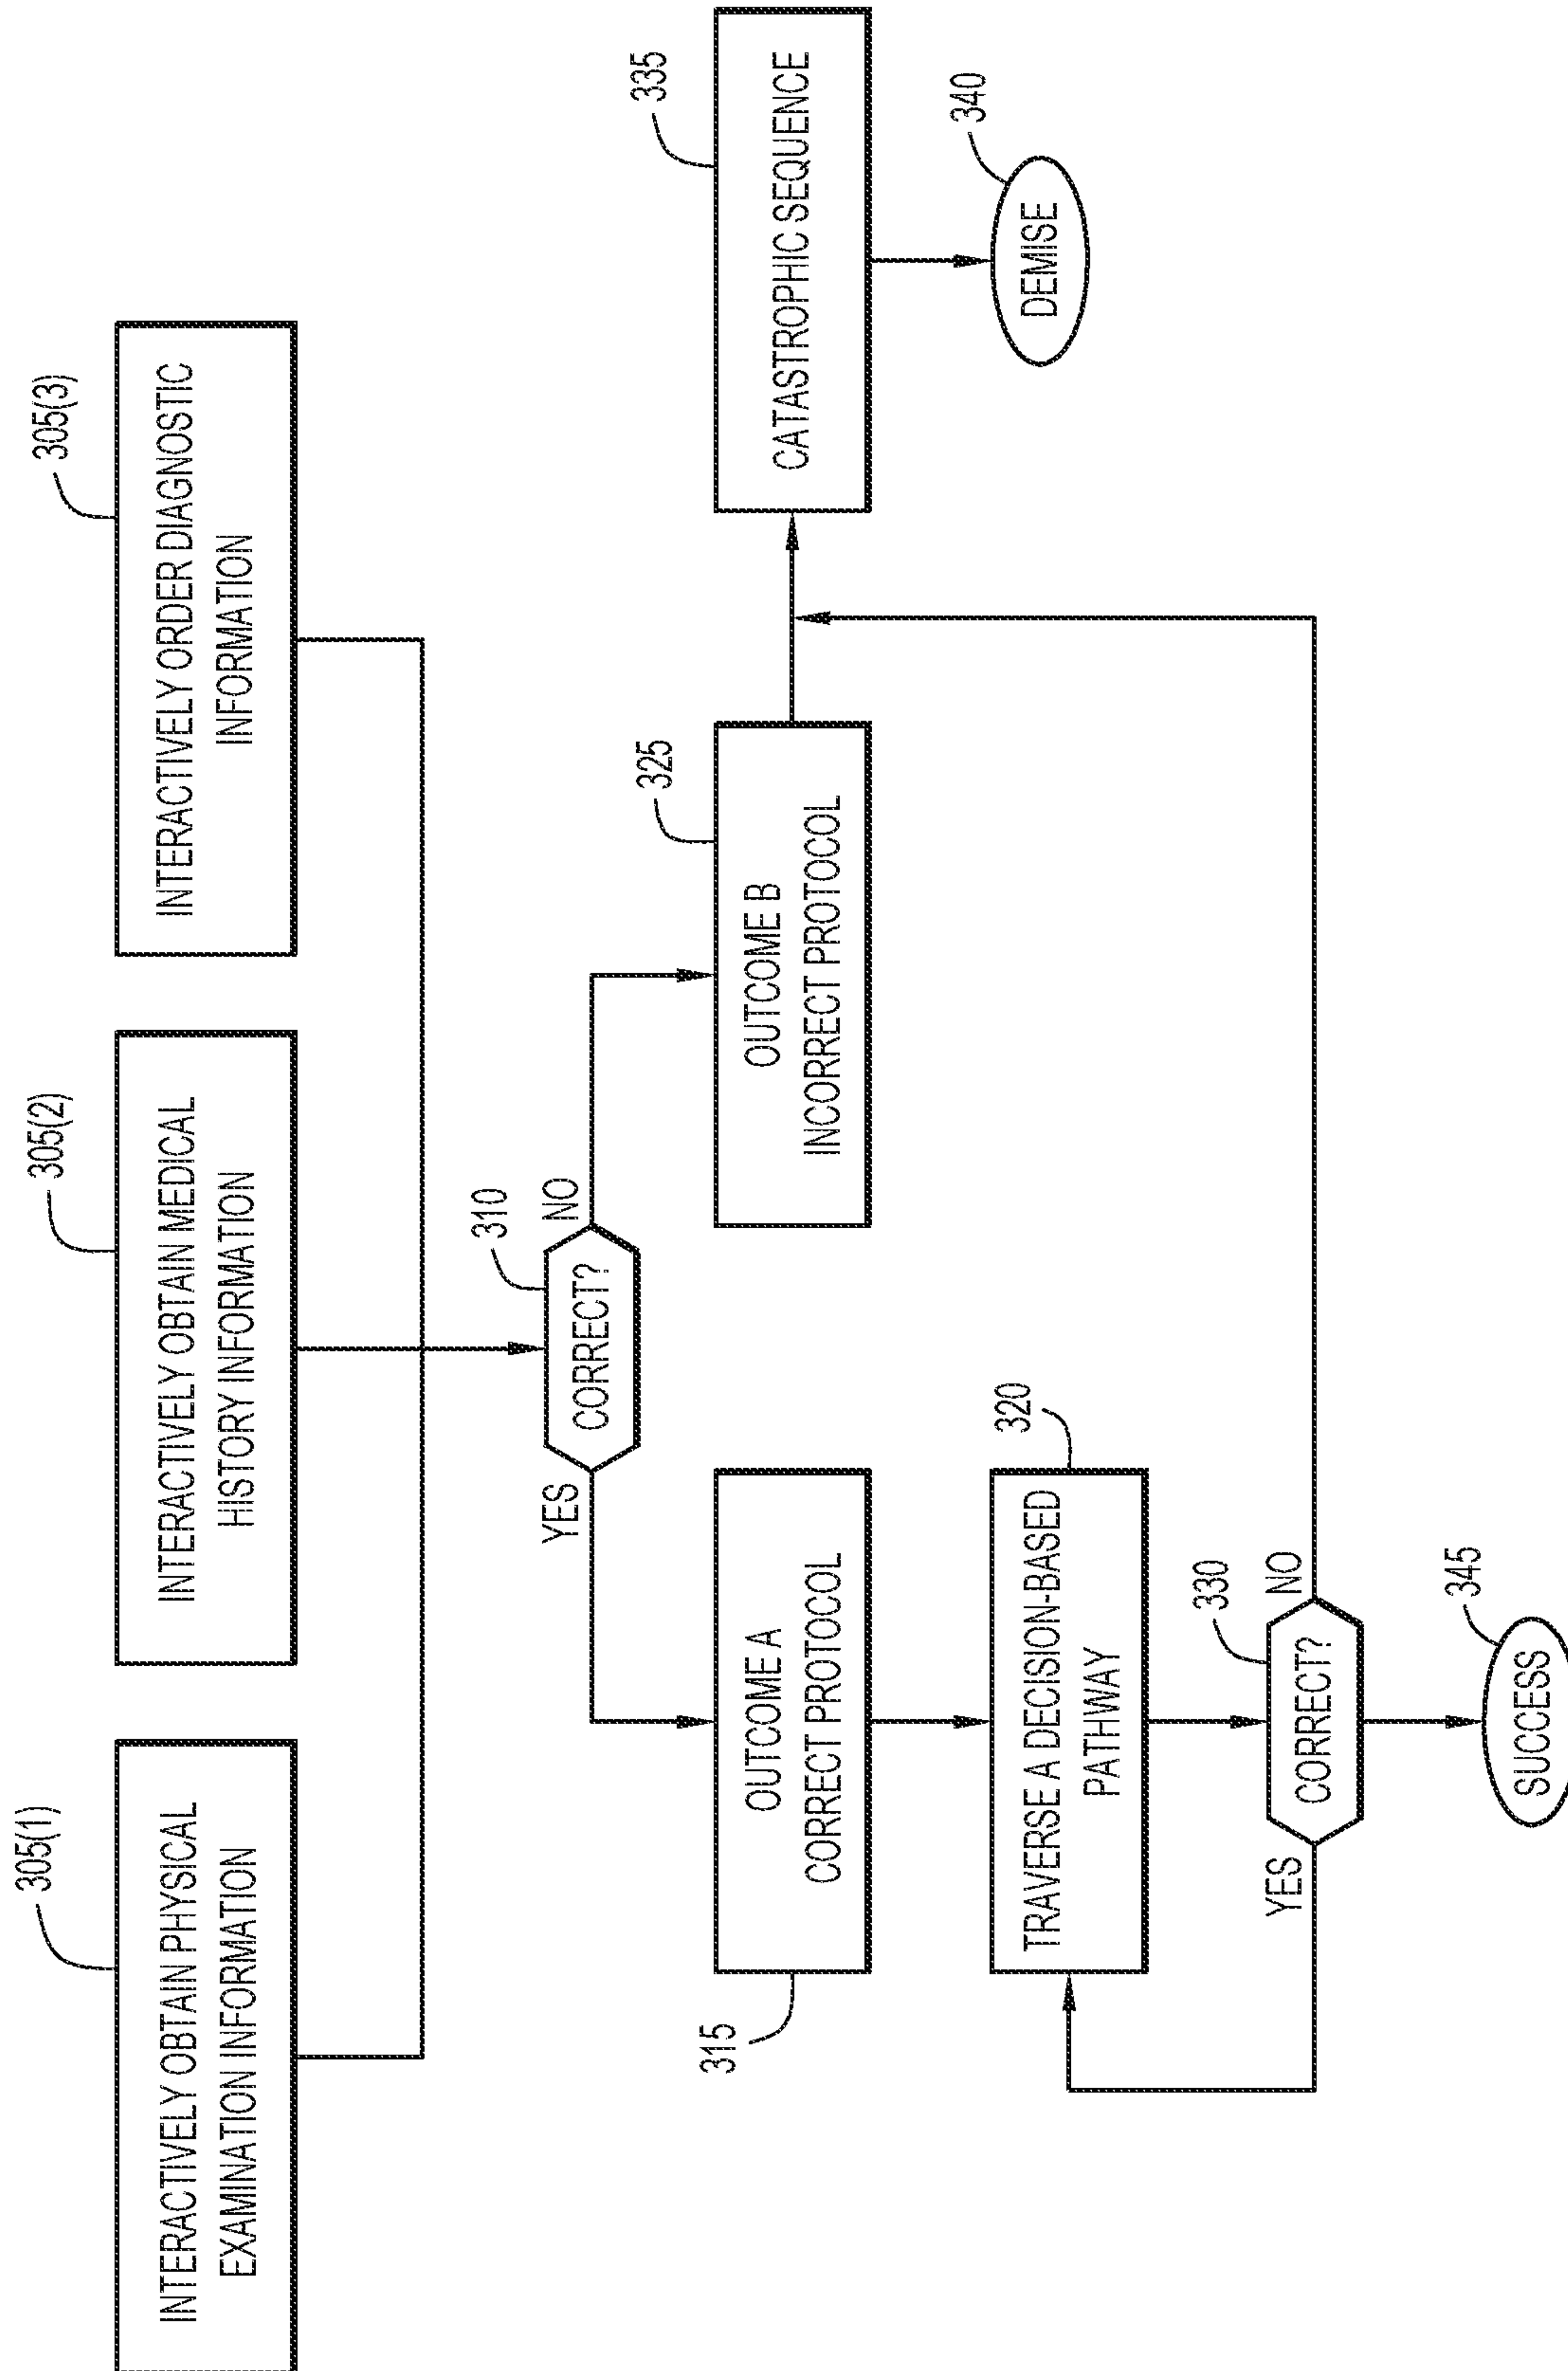 305(1)
INTERACTIVELY OBTAIN PHYSICAL
EXAMINATION INFORMATION
305(2)
INTERACTIVELY OBTAIN MEDICAL
HISTORY INFORMATION
305(3)
INTERACTIVELY ORDER DIAGNOSTIC
INFORMATION
310
CORRECT?
YES
NO
315
OUTCOME A
CORRECT PROTOCOL
325
OUTCOME B
INCORRECT PROTOCOL
335
CATASTROPHIC SEQUENCE
320
TRAVERSE A DECISION-BASED
PATHWAY
340
DEMISE
330
CORRECT?
YES
NO
345
SUCCESS